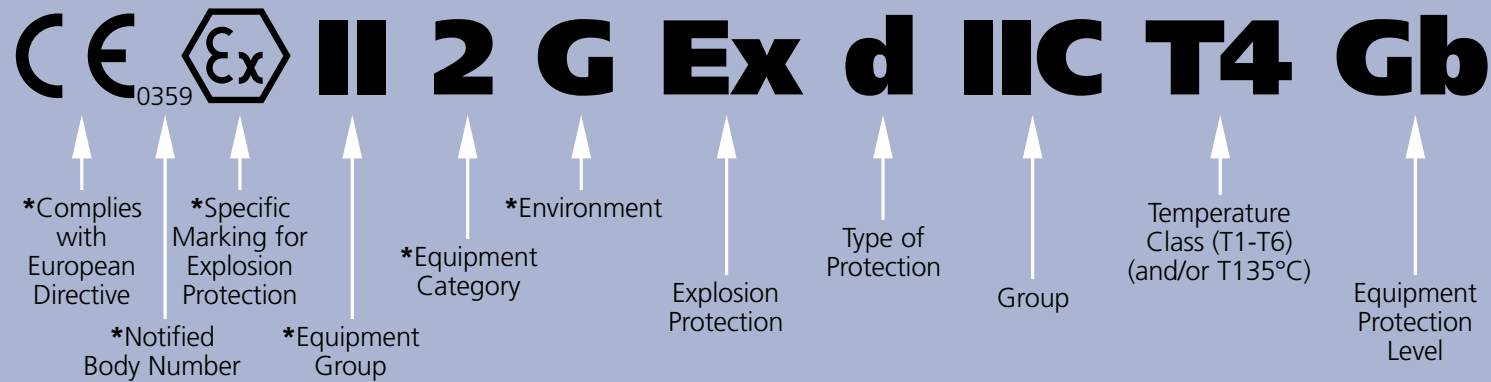 CE 0359 Ex II 2 G Ex d IIC T4 Gb
*Complies
with
European
Directive
*Notified
Body Number
*Specific
Marking for
Explosion
Protection
*Equipment
Group
*Equipment
Category
*Environment
Explosion
Protection
Type of
Protection
Group
Temperature
Class (T1-T6)
(and/or T135°C)
Equipment
Protection
Level